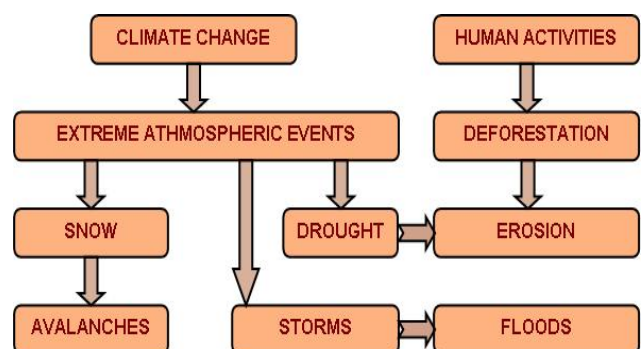 CLIMATE CHANGE
HUMAN ACTIVITIES
EXTREME ATHMOSPHERIC EVENTS
DEFORESTATION
SNOW
DROUGHT
EROSION
AVALANCHES
STORMS
FLOODS